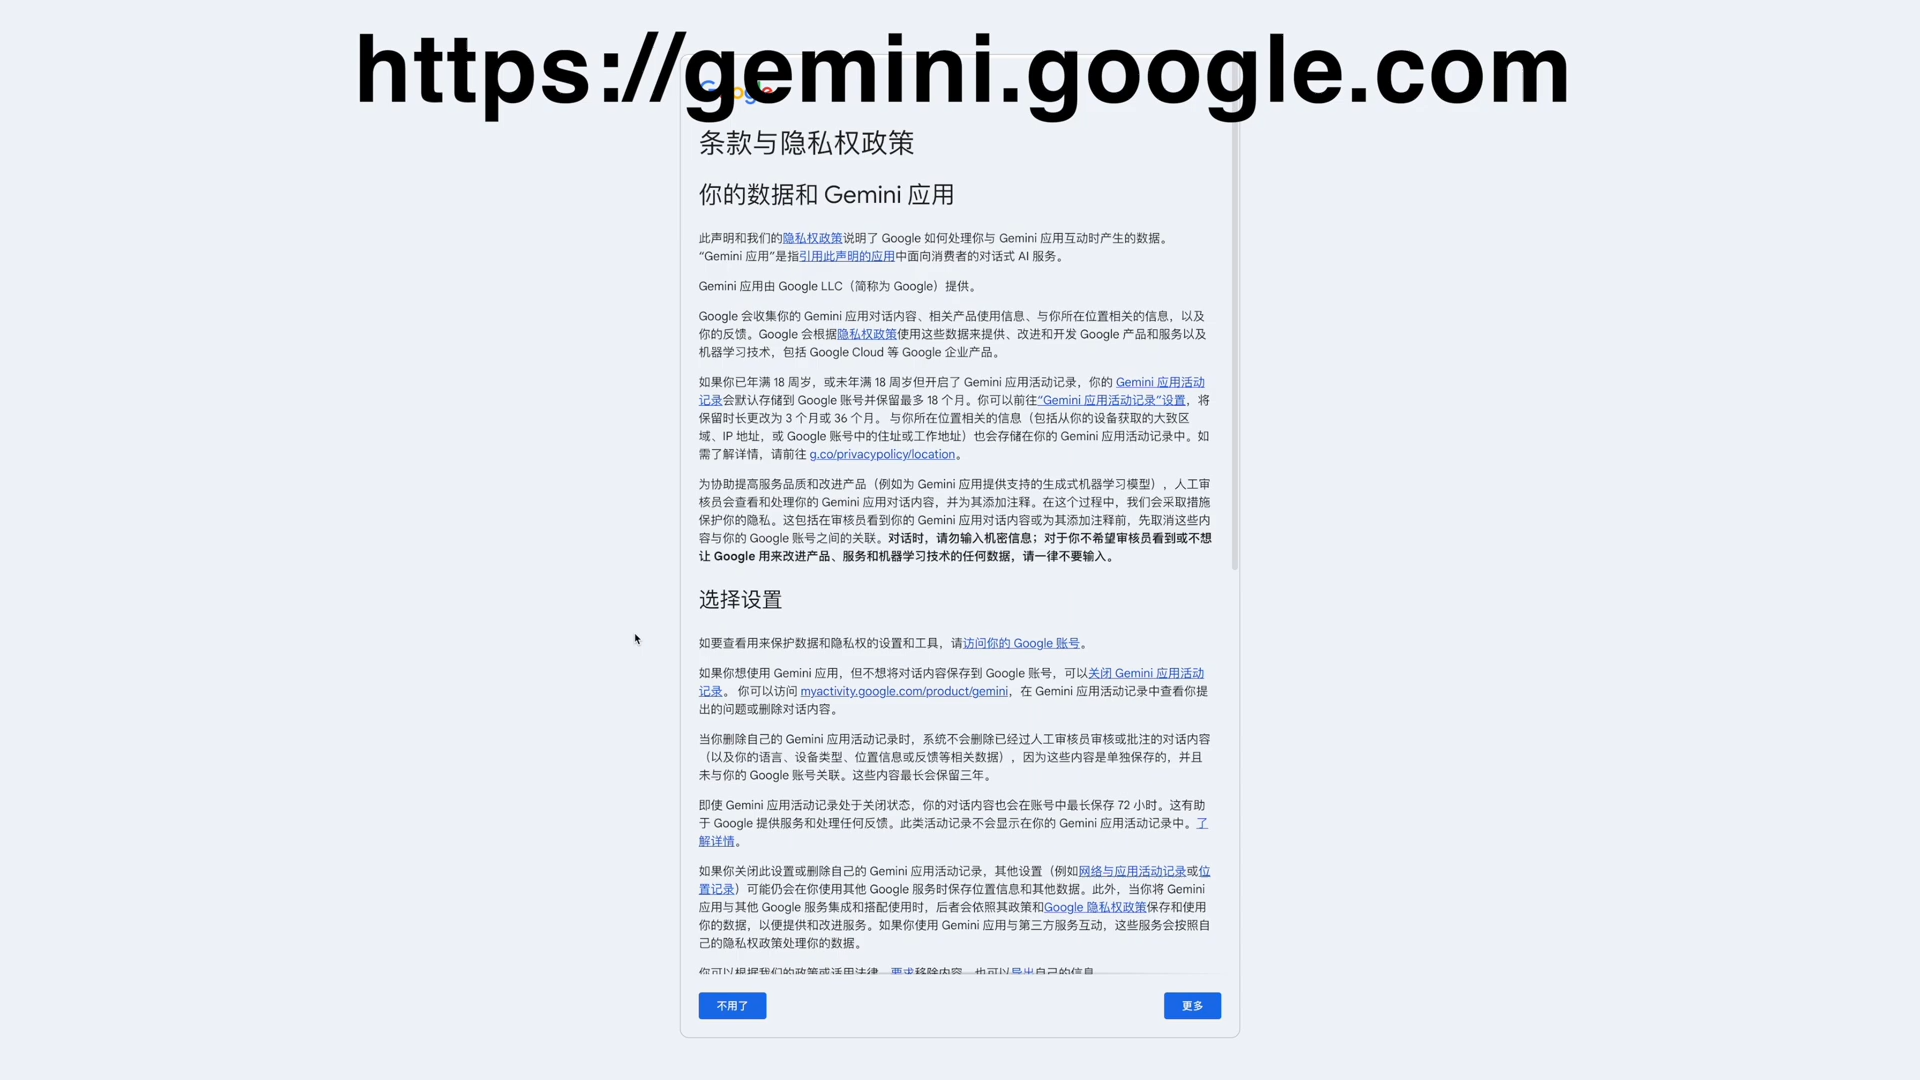 https://gemini.google.com
Google
条款与隐私权政策
你的数据和 Gemini 应用
此声明和我们的隐私权政策说明了 Google 如何处理你与 Gemini 应用互动时产生的数据。
“Gemini 应用”是指引用此声明的应用中面向消费者的对话式 AI 服务。
Gemini 应用由 Google LLC（简称为 Google）提供。
Google 会收集你的 Gemini 应用对话内容、相关产品使用信息、与你所在位置相关的信息，以及
你的反馈。Google 会根据隐私权政策使用这些数据来提供、改进和开发 Google 产品和服务以及
机器学习技术，包括 Google Cloud 等 Google 企业产品。
如果你已年满 18 周岁，或未年满 18 周岁但开启了 Gemini 应用活动记录，你的 Gemini 应用活动
记录会默认存储到 Google 账号并保留最多 18 个月。你可以前往“Gemini 应用活动记录”设置，将
保留时长更改为 3 个月或 36 个月。 与你所在位置相关的信息（包括从你的设备获取的大致区
域、IP 地址，或 Google 账号中的住址或工作地址）也会存储在你的 Gemini 应用活动记录中。如
需了解详情，请前往 g.co/privacypolicy/location。
为协助提高服务品质和改进产品（例如为 Gemini 应用提供支持的生成式机器学习模型），人工审
核员会查看和处理你的 Gemini 应用对话内容，并为其添加注释。在这个过程中，我们会采取措施
保护你的隐私。这包括在审核员看到你的 Gemini 应用对话内容或为其添加注释前，先取消这些内
容与你的 Google 账号之间的关联。对话时，请勿输入机密信息；对于你不希望审核员看到或不想
让 Google 用来改进产品、服务和机器学习技术的任何数据，请一律不要输入。
选择设置
如要查看用来保护数据和隐私权的设置和工具，请访问你的 Google 账号。
如果你想使用 Gemini 应用，但不想将对话内容保存到 Google 账号，可以关闭 Gemini 应用活动
记录。 你可以访问 myactivity.google.com/product/gemini，在 Gemini 应用活动记录中查看你提
出的问题或删除对话内容。
当你删除自己的 Gemini 应用活动记录时，系统不会删除已经过人工审核员审核或批注的对话内容
（以及你的语言、设备类型、位置信息或反馈等相关数据），因为这些内容是单独保存的，并且
未与你的 Google 账号关联。这些内容最长会保留三年。
即使 Gemini 应用活动记录处于关闭状态，你的对话内容也会在账号中最长保存 72 小时。这有助
于 Google 提供服务和处理任何反馈。此类活动记录不会显示在你的 Gemini 应用活动记录中。了
解详情。
如果你关闭此设置或删除自己的 Gemini 应用活动记录，其他设置（例如网络与应用活动记录或位
置记录）可能仍会在你使用其他 Google 服务时保存位置信息和其他数据。此外，当你将 Gemini
应用与其他 Google 服务集成和搭配使用时，后者会依照其政策和Google 隐私权政策保存和使用
你的数据，以便提供和改进服务。如果你使用 Gemini 应用与第三方服务互动，这些服务会按照自
己的隐私权政策处理你的数据。
你可以根据我们的政策或适用法律，要求移除内容，也可以导出自己的信息
不用了
更多